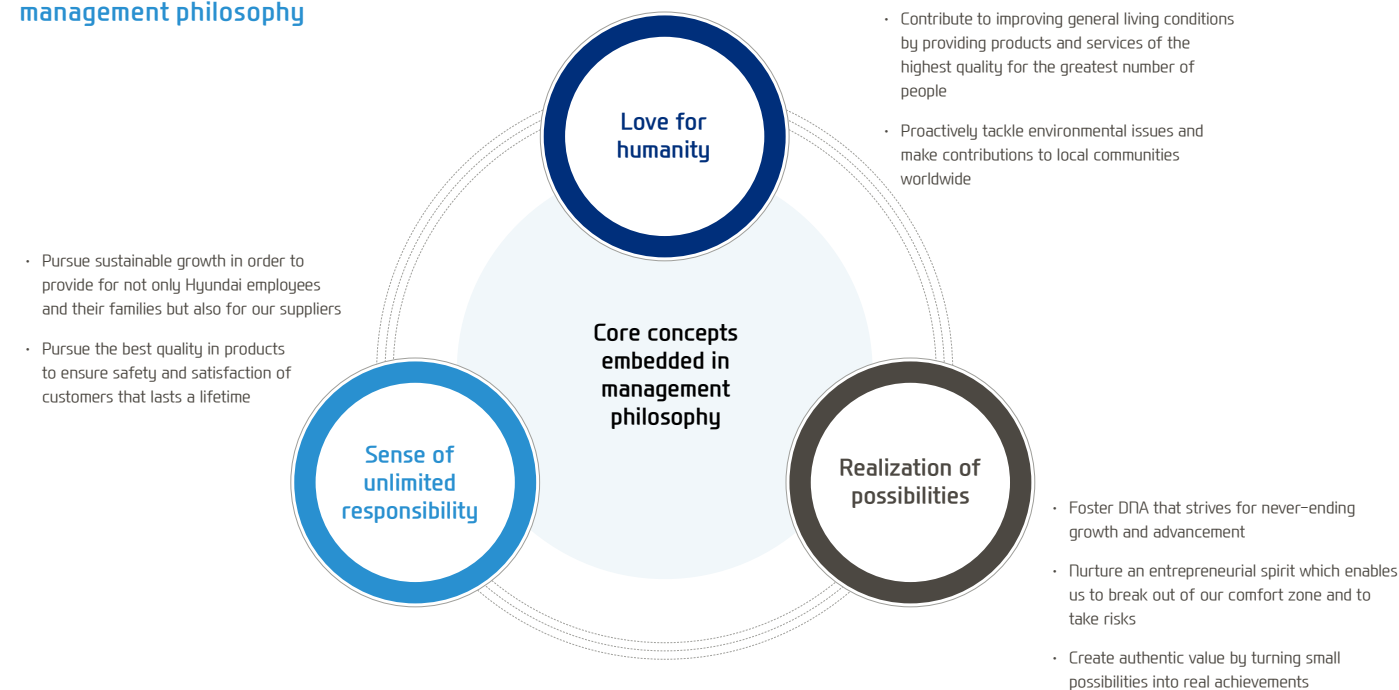 management philosophy
· Contribute to improving general living conditions
by providing products and services of the
highest quality for the greatest number of
people
· Proactively tackle environmental issues and
make contributions to local communities
worldwide
Love for
humanity
· Pursue sustainable growth in order to
provide for not only Hyundai employees
and their families but also for our suppliers
· Pursue the best quality in products
to ensure safety and satisfaction of
customers that lasts a lifetime
Core concepts
embedded in
management
philosophy
Sense of
unlimited
responsibility
Realization of
possibilities
· Foster DNA that strives for never-ending
growth and advancement
· Nurture an entrepreneurial spirit which enables
us to break out of our comfort zone and to
take risks
· Create authentic value by turning small
possibilities into real achievements